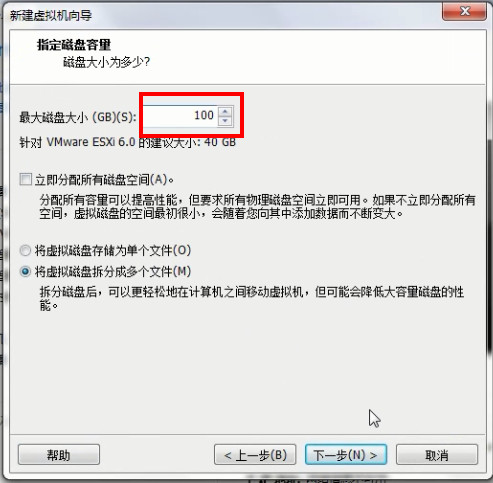 新建虚拟机向导
指定磁盘容量
磁盘大小为多少?
最大磁盘大小 (GB)(S): 100
针对 VMware ESXi 6.0 的建议大小: 40 GB
立即分配所有磁盘空间(A)。
分配所有容量可以提高性能，但要求所有物理磁盘空间立即可用。如果不立即分配所有
空间，虚拟磁盘的空间最初很小，会随着您向其中添加数据而不断变大。
将虚拟磁盘存储为单个文件(O)
将虚拟磁盘拆分成多个文件(M)
拆分磁盘后，可以更轻松地在计算机之间移动虚拟机，但可能会降低大容量磁盘的性
能。
帮助 < 上一步(B) 下一步(N) > 取消